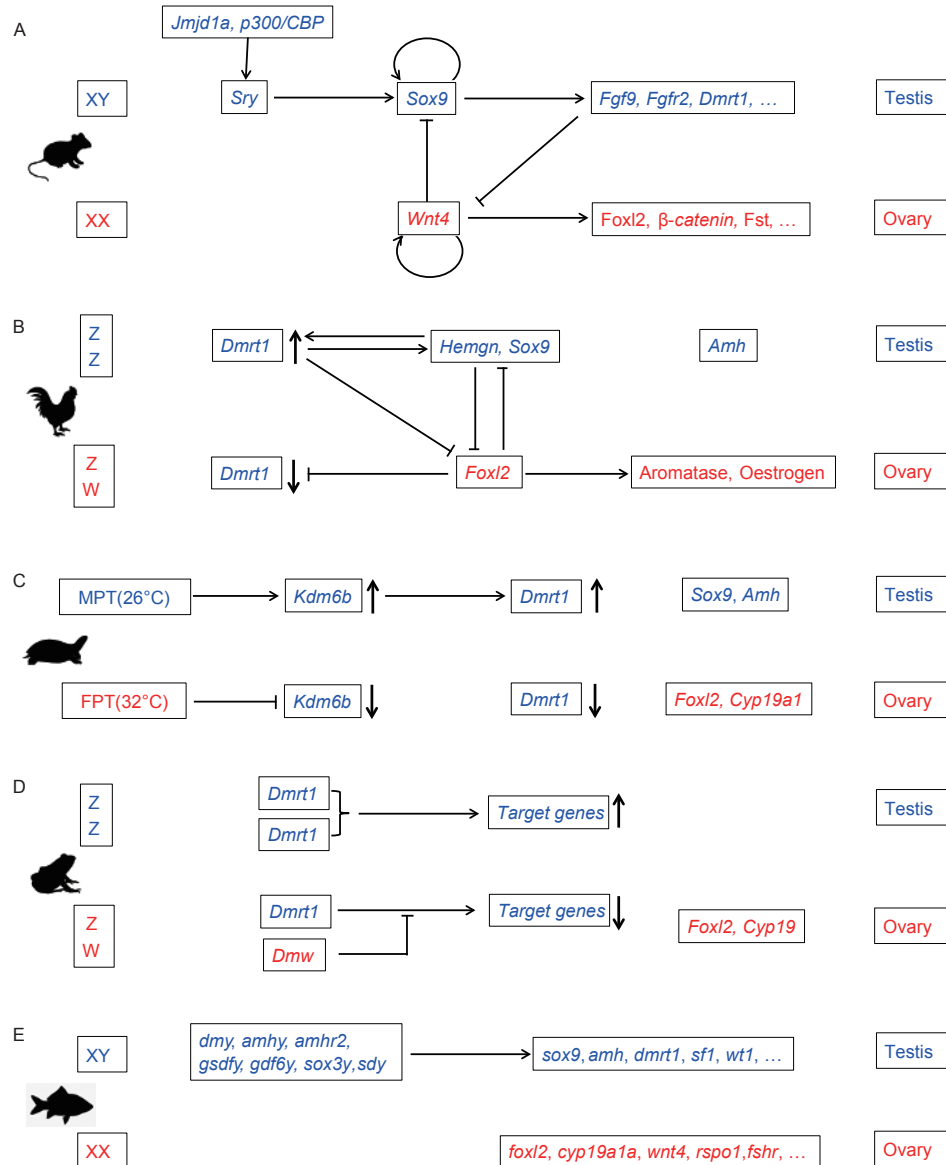 A
Jmjd1a, p300/CBP
XY
Sry
Sox9
Fgf9, Fgfr2, Dmrt1, …
Testis
XX
Wnt4
Foxl2, β-catenin, Fst, …
Ovary
B
Z
Z
Dmrt1
Hemgn, Sox9
Amh
Testis
Z
W
Dmrt1
Foxl2
Aromatase, Oestrogen
Ovary
C
MPT(26°C)
Kdm6b
Dmrt1
Sox9, Amh
Testis
FPT(32°C)
Kdm6b
Dmrt1
Foxl2, Cyp19a1
Ovary
D
Z
Z
Dmrt1
Dmrt1
Target genes
Testis
Z
W
Dmrt1
Dmw
Target genes
Foxl2, Cyp19
Ovary
E
XY
dmy, amhy, amhr2,
gsdfy, gdf6y, sox3y,sdy
sox9,amh, dmrt1, sf1, wt1, …
Testis
XX
foxl2, cyp19a1a, wnt4, rspo1,fshr, …
Ovary